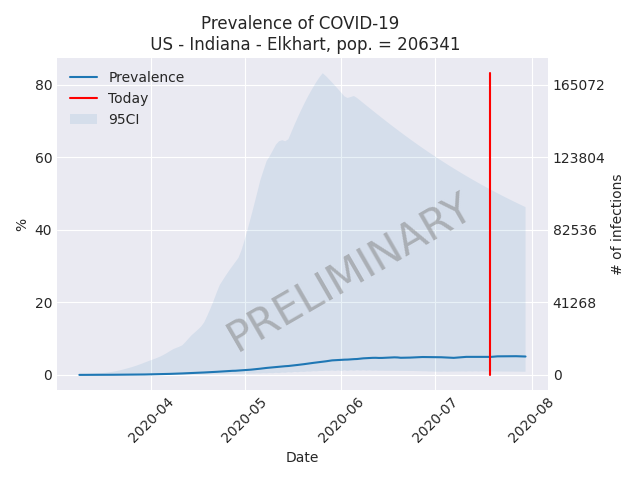 Prevalence of COVID-19
US - Indiana - Elkhart, pop. = 206341
Prevalence
Today
95CI
PRELIMINARY
%
80
60
40
20
0
165072
123804
82536
41268
0
# of infections
2020-04
2020-05
2020-06
2020-07
2020-08
Date